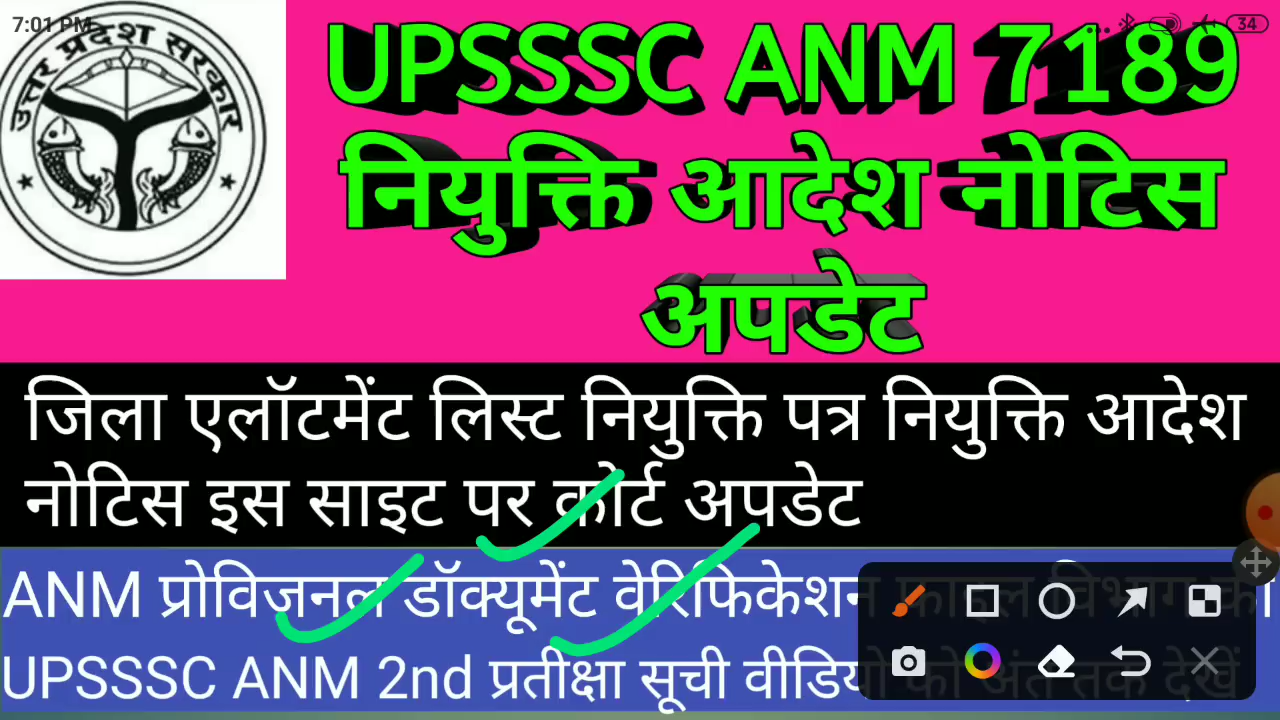 7:01 PM
34
उत्तर प्रदेश सरकार
UPSSSC ANM 7189
नियुक्ति आदेश नोटिस
अपडेट
जिला एलॉटमेंट लिस्ट नियुक्ति पत्र नियुक्ति आदेश
नोटिस इस साइट पर कोर्ट अपडेट
ANM प्रोविजनल डॉक्यूमेंट वेरिफिकेशन फाइल विभाग को
UPSSSC ANM 2nd प्रतीक्षा सूची वीडियो को अंत तक देखें